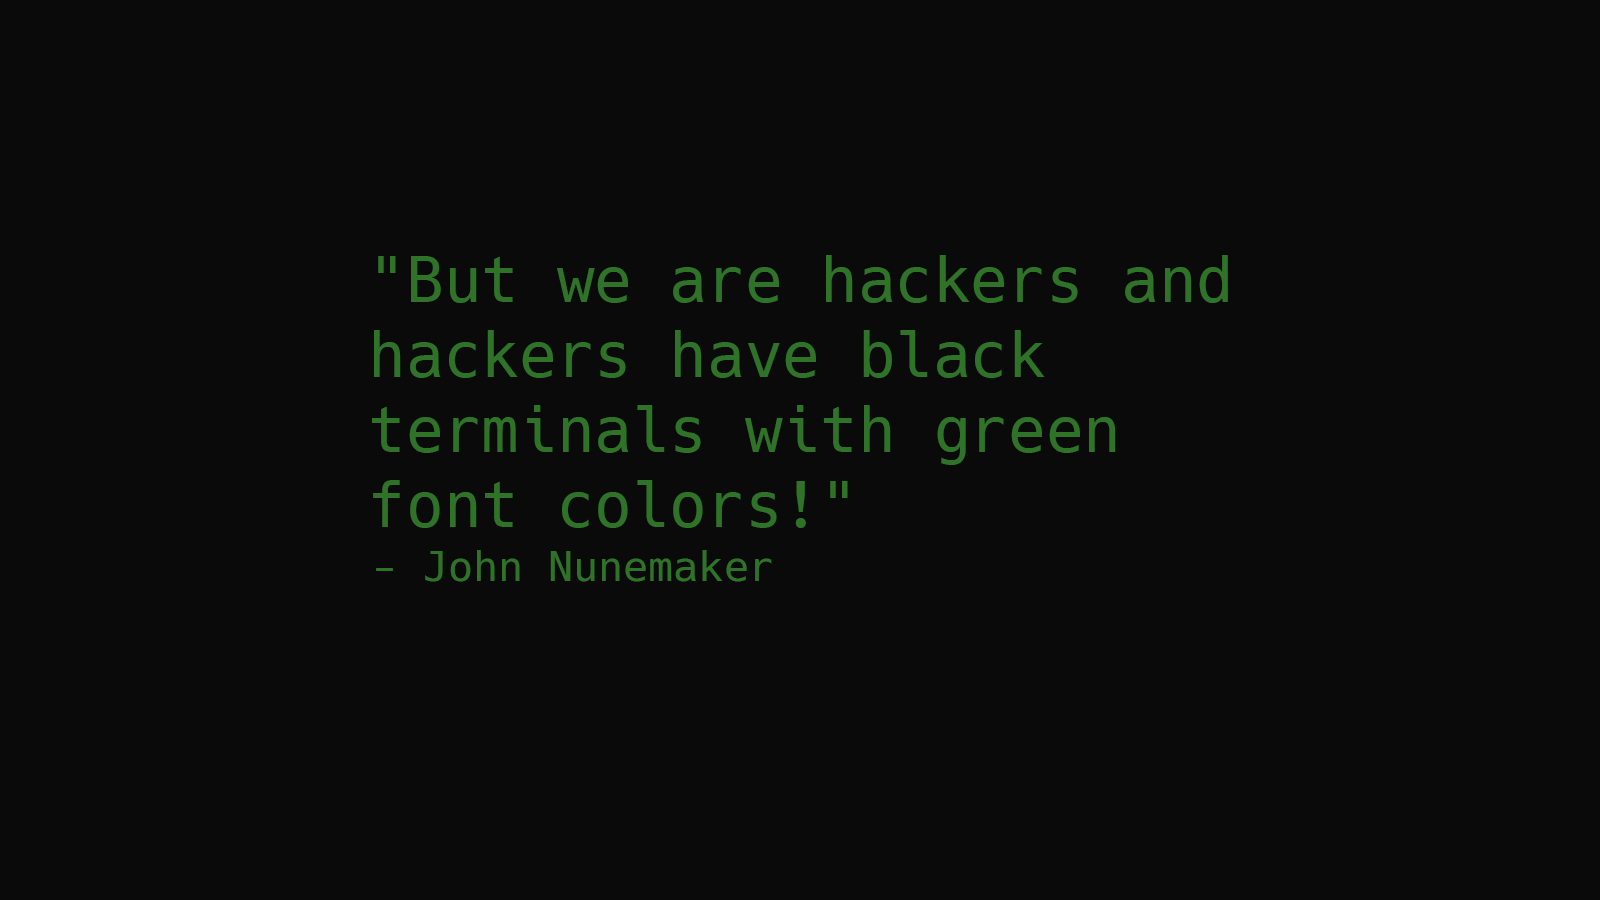 "But we are hackers and
hackers have black
terminals with green
font colors!"
- John Nunemaker